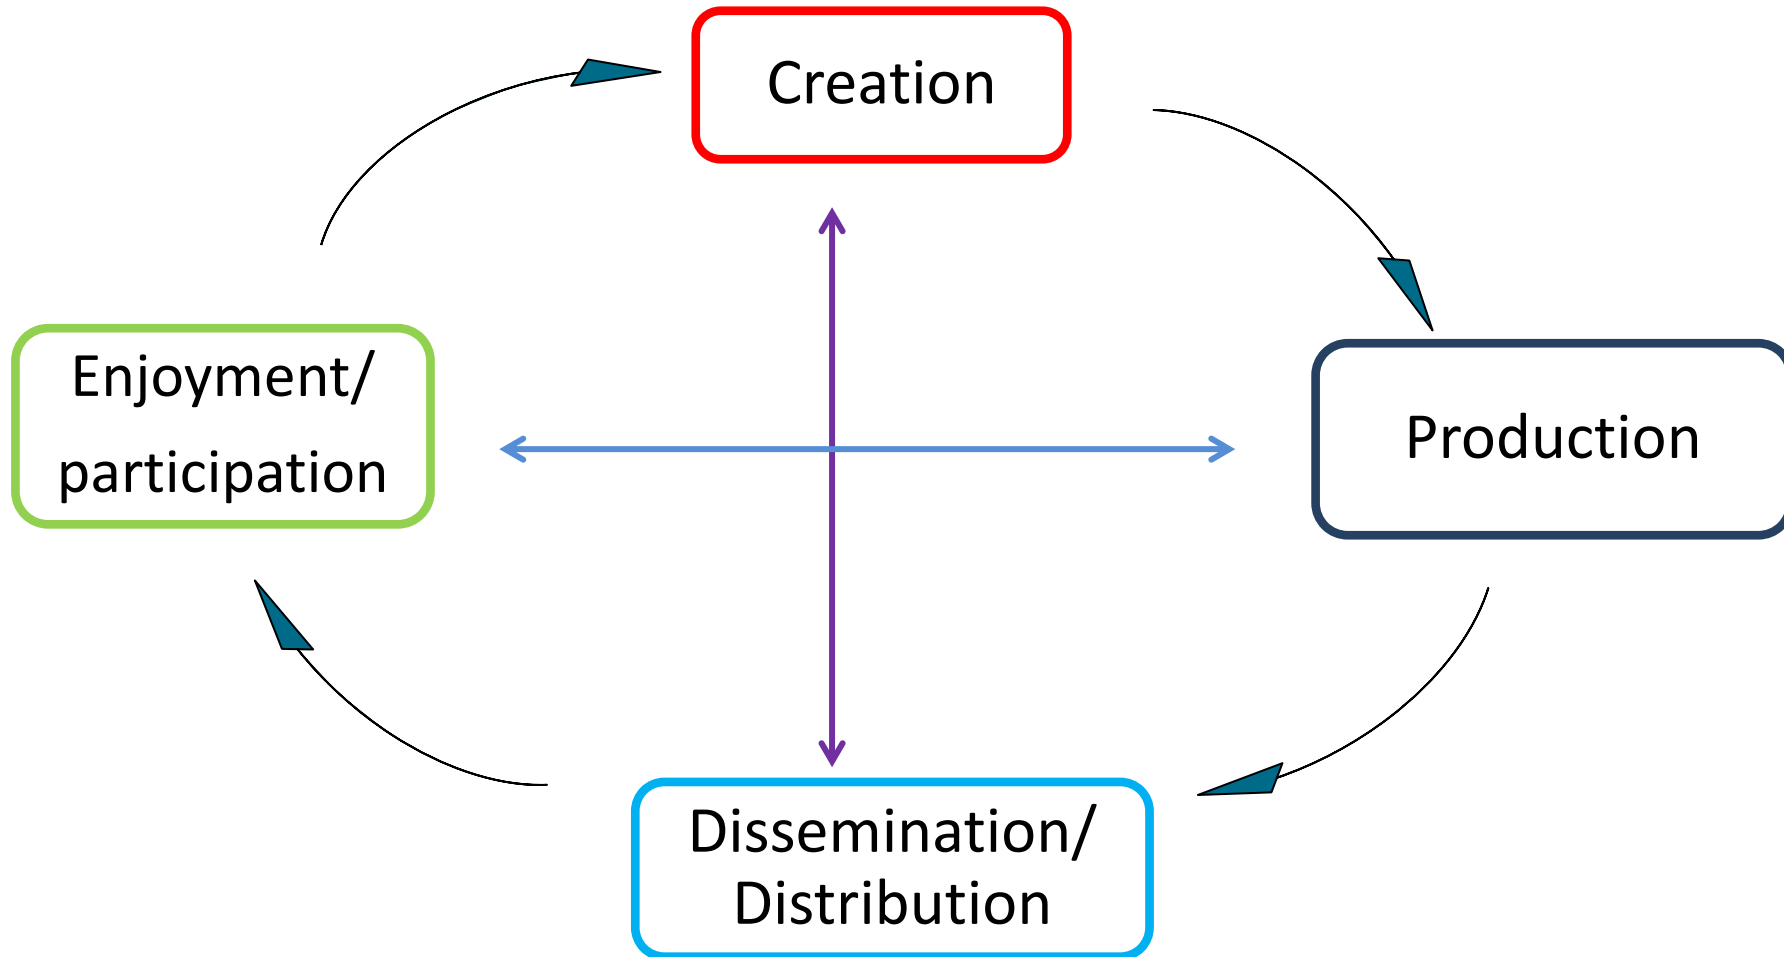 Creation
Enjoyment/
participation
Production
Dissemination/
Distribution